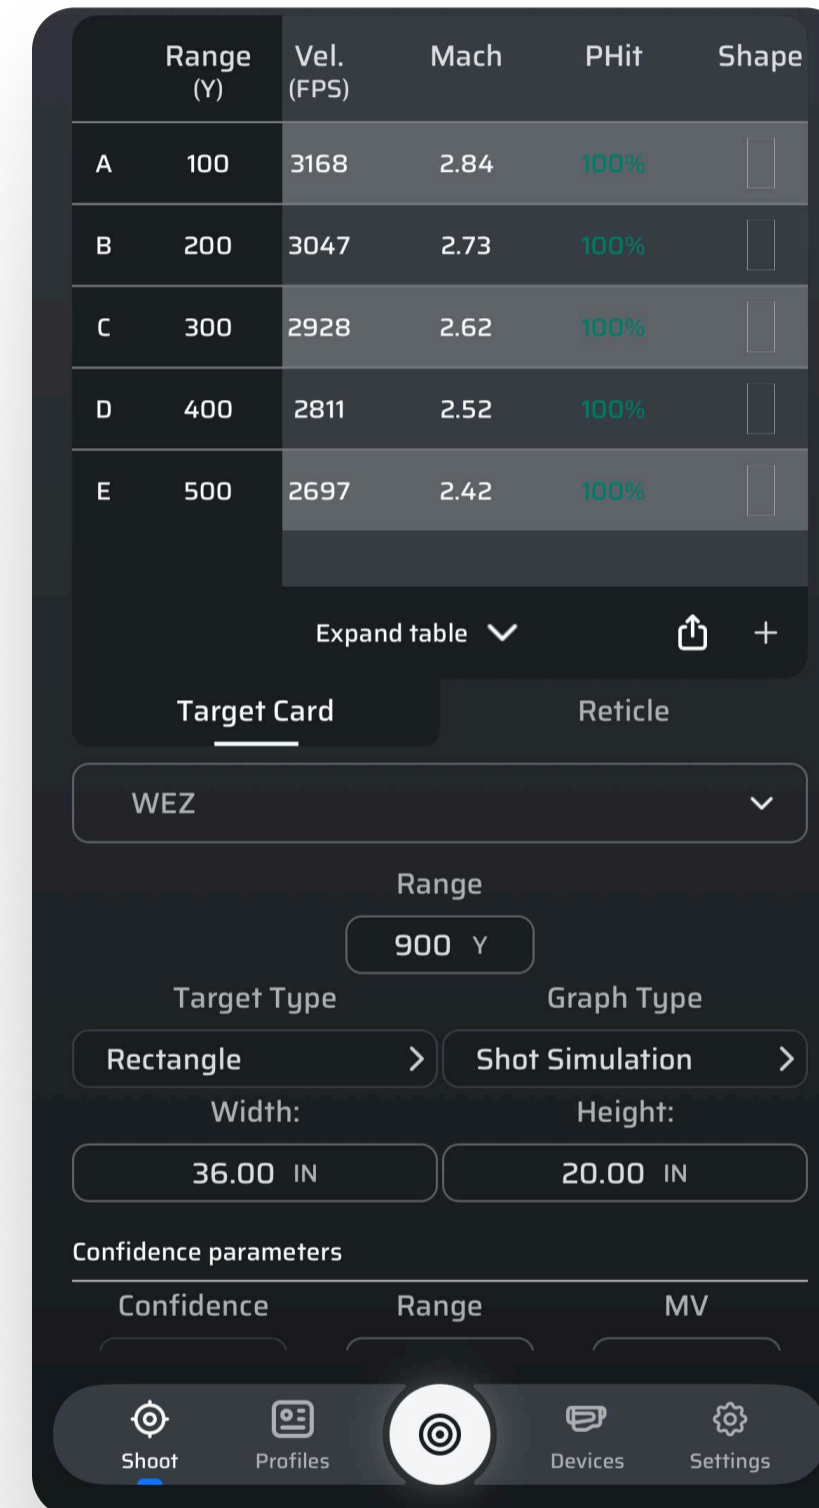 Range Vel. Mach PHit Shape
(Y) (FPS)
A 100 3168 2.84 100%
B 200 3047 2.73 100%
C 300 2928 2.62 100%
D 400 2811 2.52 100%
E 500 2697 2.42 100%
Expand table
Target Card Reticle
WEZ
Range
900 Y
Target Type Graph Type
Rectangle Shot Simulation
Width: Height:
36.00 IN 20.00 IN
Confidence parameters
Confidence Range MV
Shoot Profiles Devices Settings